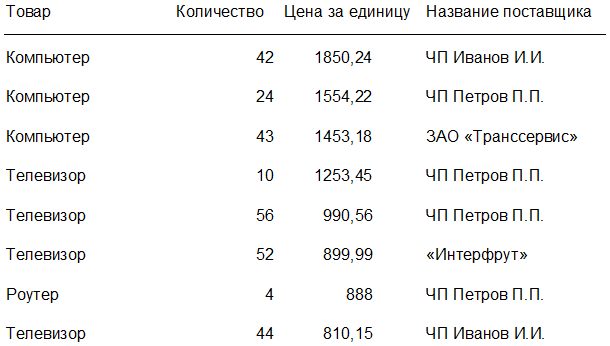 Товар Количество Цена за единицу Название поставщика
Компьютер 42 1850,24 ЧП Иванов И.И.
Компьютер 24 1554,22 ЧП Петров П.П.
Компьютер 43 1453,18 ЗАО «Транссервис»
Телевизор 10 1253,45 ЧП Петров П.П.
Телевизор 56 990,56 ЧП Петров П.П.
Телевизор 52 899,99 «Интерфрут»
Роутер 4 888 ЧП Петров П.П.
Телевизор 44 810,15 ЧП Иванов И.И.